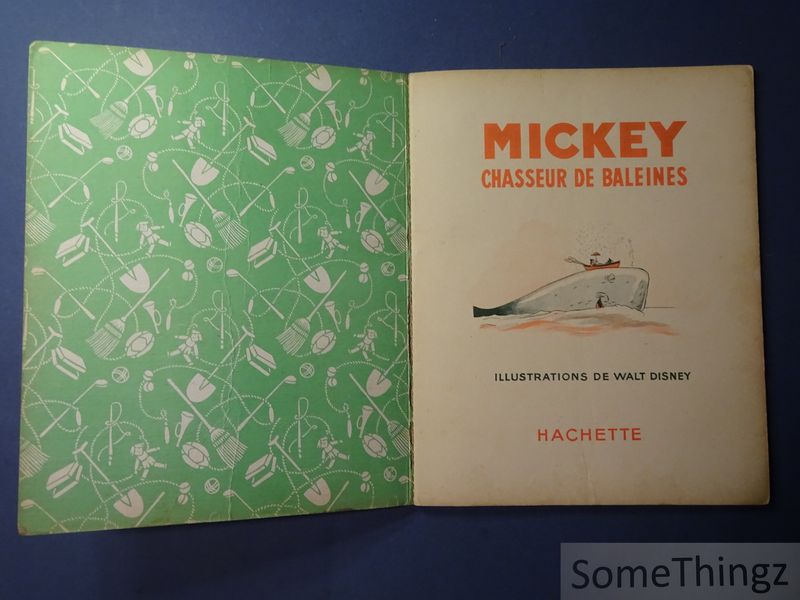 MICKEY
CHASSEUR DE BALEINES
ILLUSTRATIONS DE WALT DISNEY
HACHETTE
SomeThingz